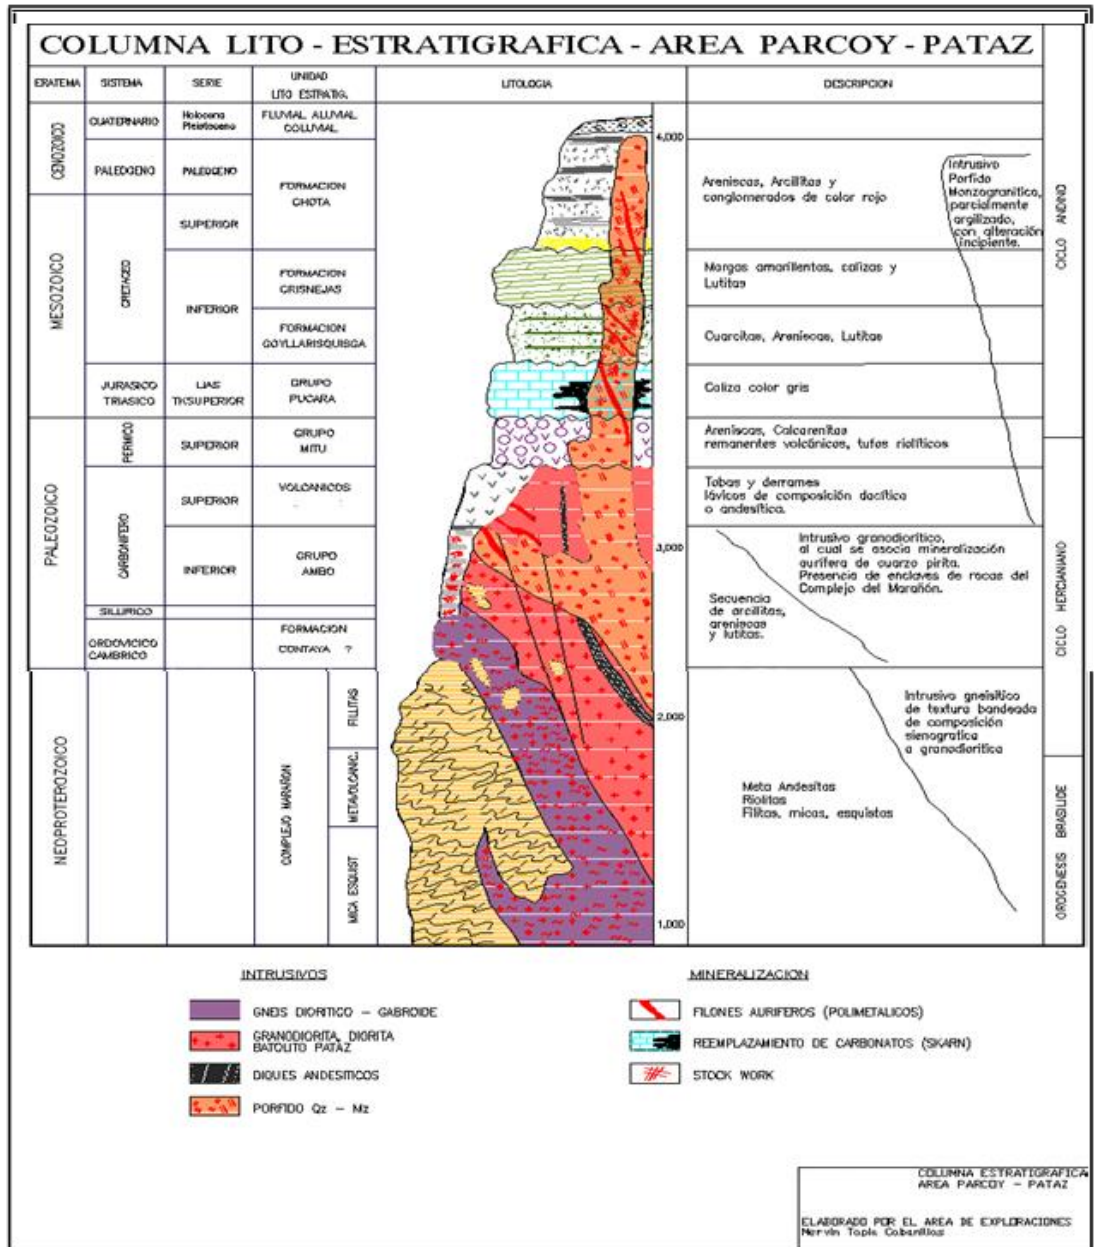 COLUMNA LITO - ESTRATIGRAFICA - AREA PARCOY - PATAZ
ERATEMA
SISTEMA
SERIE
UNIDAD
LITO ESTRATIG.
LITOLOGIA
DESCRIPCION
CENOZOICO
CUATERNARIO
Holoceno
Pleistoceno
FLUVIAL ALUVIAL
COLUVIAL
4,000
PALEOGENO
PALEOGENO
FORMACION
CHOTA
Areniscas, Arcillitas y
conglomerados de color rojo
Intrusivo
Porfido
Monzogranitico,
parcialmente
argilizado,
con alteración
incipiente.
CICLO ANDINO
MESOZOICO
CRETACEO
SUPERIOR
INFERIOR
FORMACION
CRISNEJAS
Margas amarillentas, calizas y
Lutitas
FORMACION
GOYLLARISQUISGA
Cuarcitas, Areniscas, Lutitas
JURASICO
TRIASICO
LIAS
TKSUPERIOR
GRUPO
PUCARA
Caliza color gris
PALEOZOICO
PERMICO
SUPERIOR
GRUPO
MITU
Areniscas, Calcarenitas
remanentes volcánicos, tufos riolíticos
CARBONIFERO
SUPERIOR
VOLCANICOS
Tobas y derrames
lávicos de composición dacítica
o andesítica.
3,000
INFERIOR
GRUPO
AMBO
Intrusivo granodiorítico,
al cual se asocia mineralización
aurífera de cuarzo pirita.
Presencia de enclaves de rocas del
Complejo del Marañón.
Secuencia
de arcillitas,
areniscas
y lutitas.
CICLO HERCINIANO
SILURICO
ORDOVICICO
CAMBRICO
FORMACION
CONTAYA ?
NEOPROTEROZOICO
COMPLEJO MARAÑON
FILLITAS
METAVOLCANIC.
MICA ESQUIST
2,000
1,000
Intrusivo gneisítico
de textura bandeada
de composición
sienogratica
a granodiorítica
Meta Andesitas
Riolitas
Filitas, micas, esquistos
OROGENESIS BRASILIDE
INTRUSIVOS
GNEIS DIORITICO - GABROIDE
GRANODIORITA, DIORITA
BATOLITO PATÁZ
DIQUES ANDESITICOS
PORFIDO Qz - Mz
MINERALIZACION
FILONES AURIFEROS (POLIMETALICOS)
REEMPLAZAMIENTO DE CARBONATOS (SKARN)
STOCK WORK
COLUMNA ESTRATIGRAFICA
AREA PARCOY - PATAZ
ELABORADO POR EL AREA DE EXPLORACIONES
Mervin Tapia Cabanillas